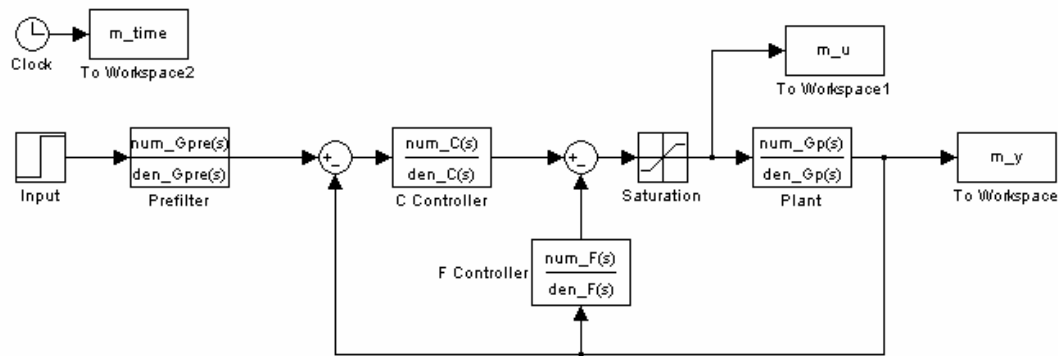 m_time
Clock
To Workspace2
m_u
To Workspace1
Input
num_Gpre(s)
den_Gpre(s)
Prefilter
+
_
num_C(s)
den_C(s)
C Controller
+
_
Saturation
num_Gp(s)
den_Gp(s)
Plant
m_y
To Workspace
F Controller
num_F(s)
den_F(s)